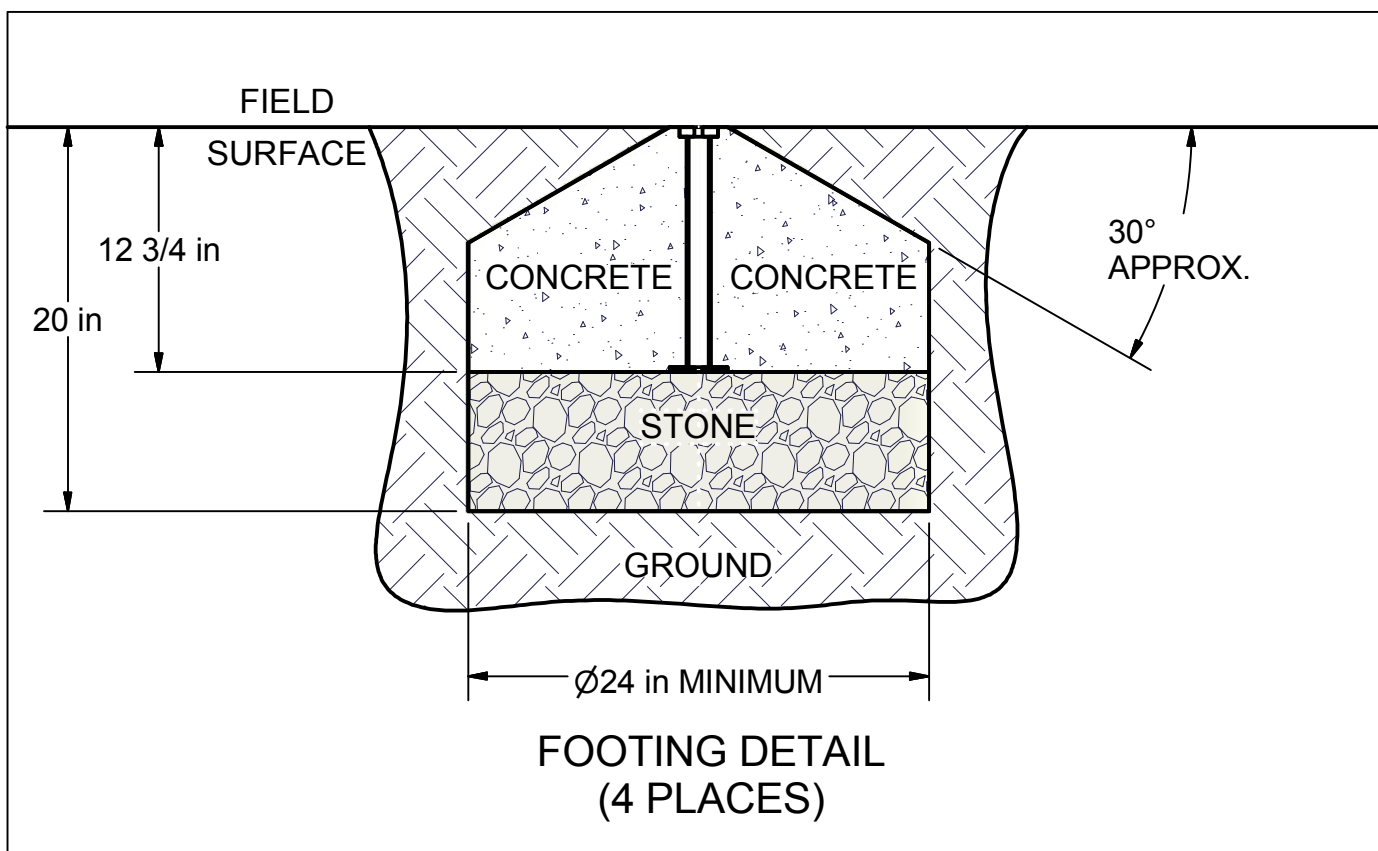 FIELD
SURFACE
12 3/4 in
20 in
30°
APPROX.
CONCRETE
CONCRETE
STONE
GROUND
Ø24 in MINIMUM
FOOTING DETAIL
(4 PLACES)